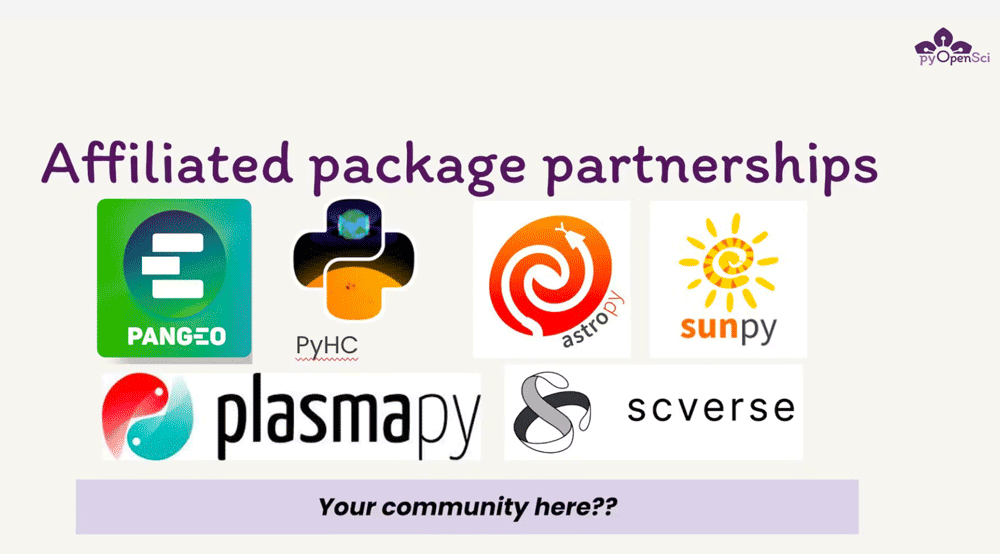 pyOpenSci
Affiliated package partnerships
PANGEO
PyHC
astropy
sunpy
plasmapy
scverse
Your community here??